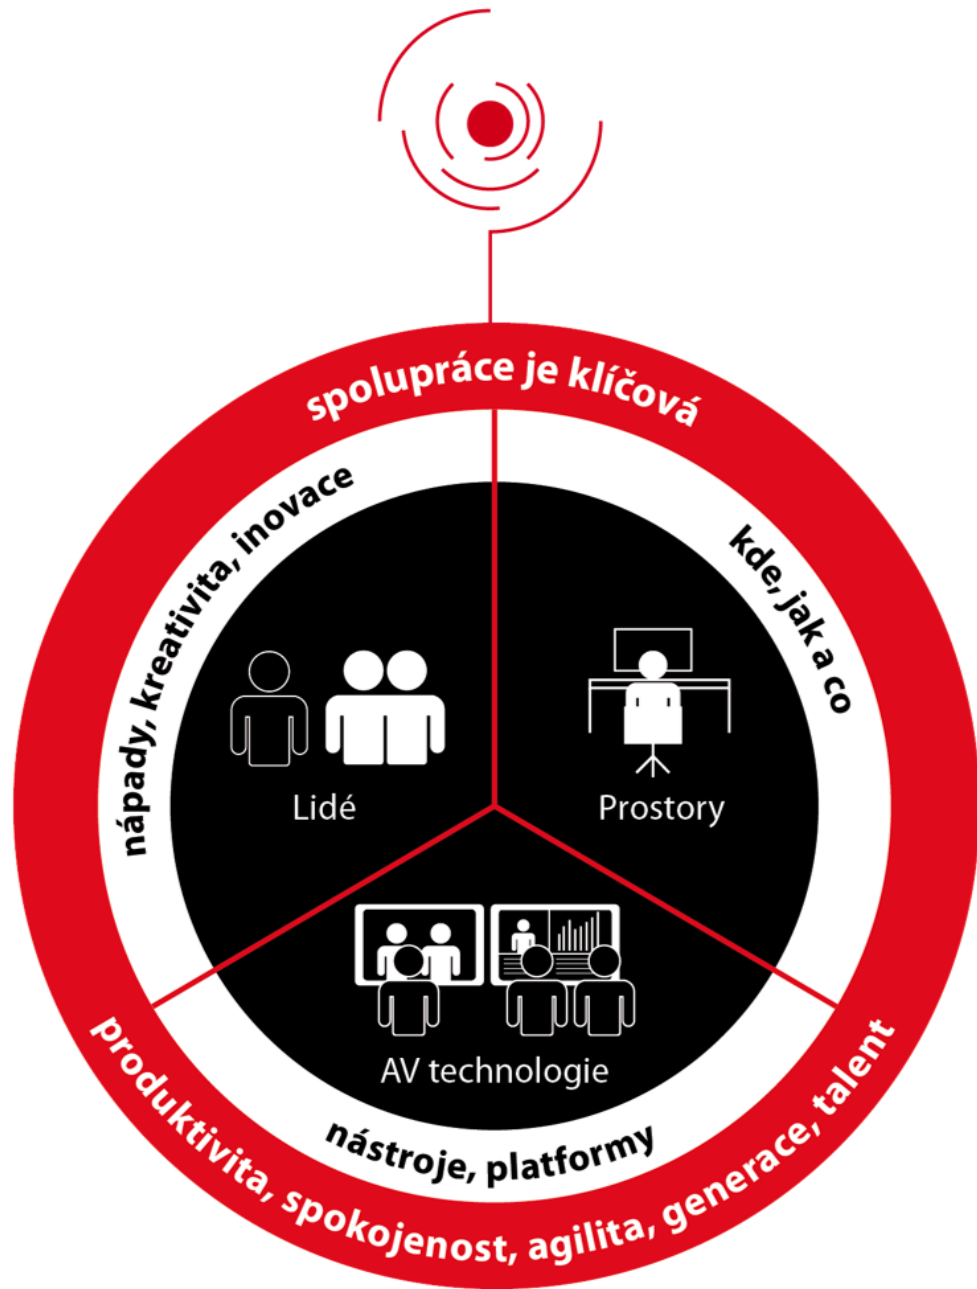 spolupráce je klíčová
nápady, kreativita, inovace
kde, jak a co
Lidé
Prostory
AV technologie
nástroje, platformy
produktivita, spokojenost, agilita, generace, talent